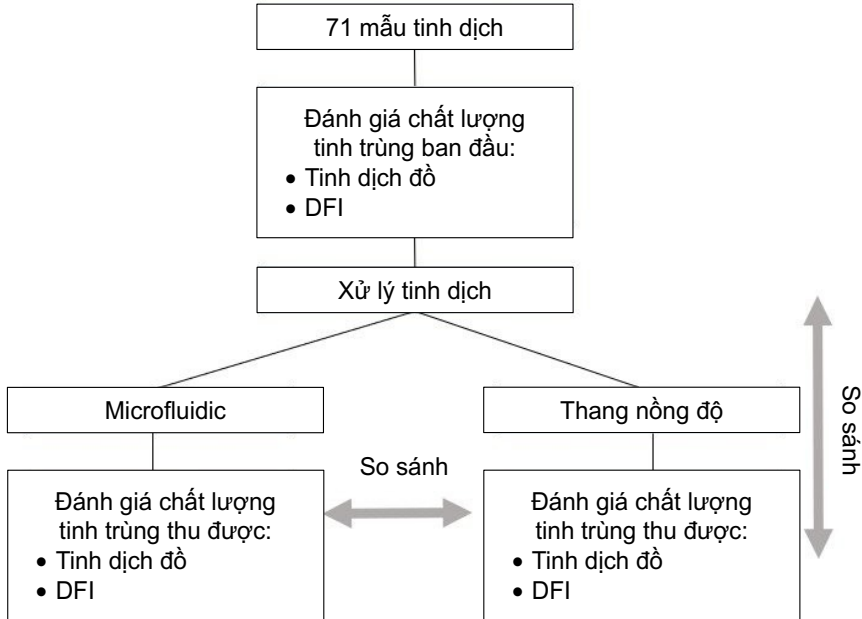 71 mẫu tinh dịch
Đánh giá chất lượng
tinh trùng ban đầu:
• Tinh dịch đồ
• DFI
Xử lý tinh dịch
Microfluidic
Thang nồng độ
So sánh
So sánh
Đánh giá chất lượng
tinh trùng thu được:
• Tinh dịch đồ
• DFI
Đánh giá chất lượng
tinh trùng thu được:
• Tinh dịch đồ
• DFI